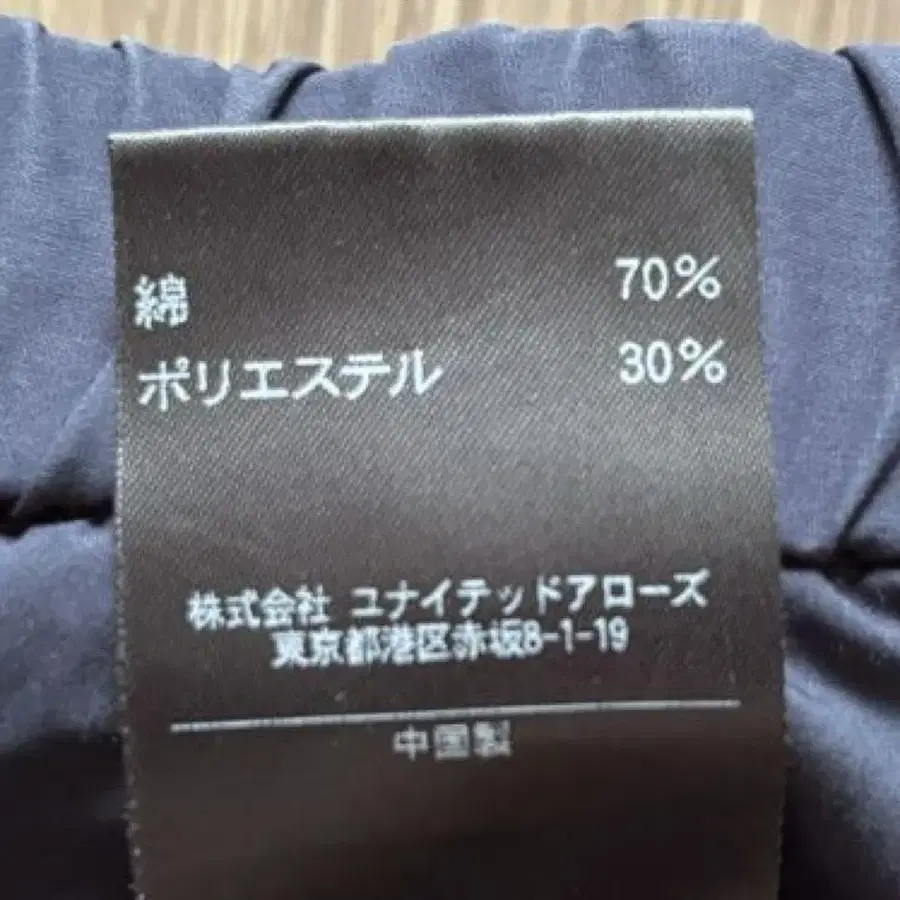 綿 70%
ポリエステル 30%
株式会社 ユナイテッドアローズ
東京都港区赤坂8-1-19
中国製